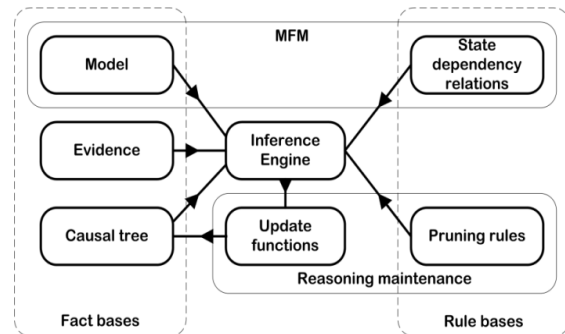 MFM
Model
State
dependency
relations
Evidence
Inference
Engine
Causal tree
Update
functions
Pruning rules
Reasoning maintenance
Fact bases
Rule bases